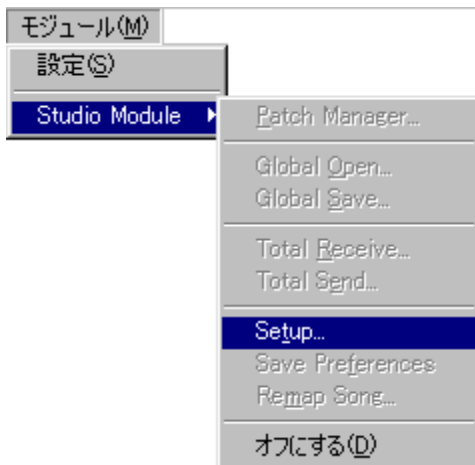 モジュール(M)
設定(S)
Studio Module
Patch Manager...
Global Open...
Global Save...
Total Receive...
Total Send...
Setup...
Save Preferences
Remap Song...
オフにする(D)